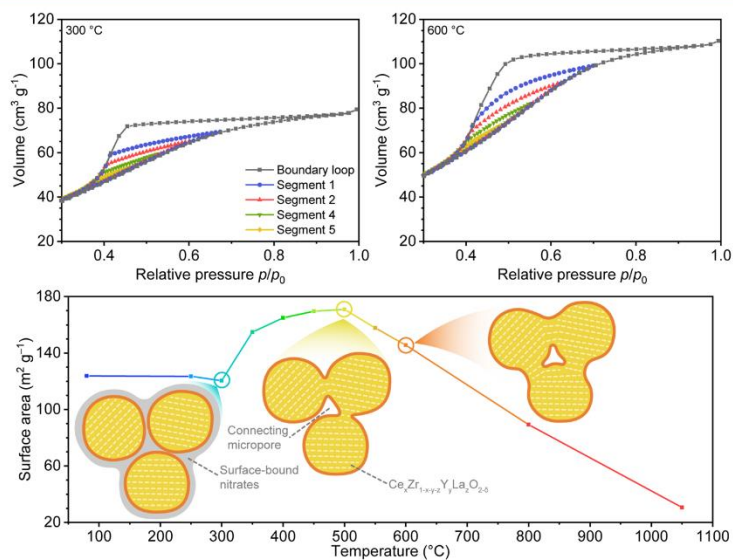 300 °C
120
100
80
60
40
20
Volume (cm³ g⁻¹)
0.4
0.6
0.8
1.0
Relative pressure p/p₀
Boundary loop
Segment 1
Segment 2
Segment 4
Segment 5
600 °C
120
100
80
60
40
20
Volume (cm³ g⁻¹)
0.4
0.6
0.8
1.0
Relative pressure p/p₀
180
140
100
60
20
Surface area (m² g⁻¹)
Connecting
micropore
Surface-bound
nitrates
CeₓZr₁₋ₓ₋y₋zYyLa_zO₂₋δ
100
200
300
400
500
600
700
800
900
1000
1100
Temperature (°C)